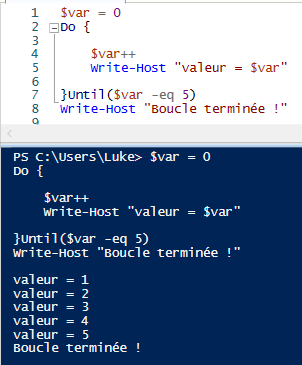 1 $var = 0
2 Do {
3
4 $var++
5 Write-Host "valeur = $var"
6
7 }Until($var -eq 5)
8 Write-Host "Boucle terminée !"
9
PS C:\Users\Luke> $var = 0
Do {
$var++
Write-Host "valeur = $var"
}Until($var -eq 5)
Write-Host "Boucle terminée !"
valeur = 1
valeur = 2
valeur = 3
valeur = 4
valeur = 5
Boucle terminée !